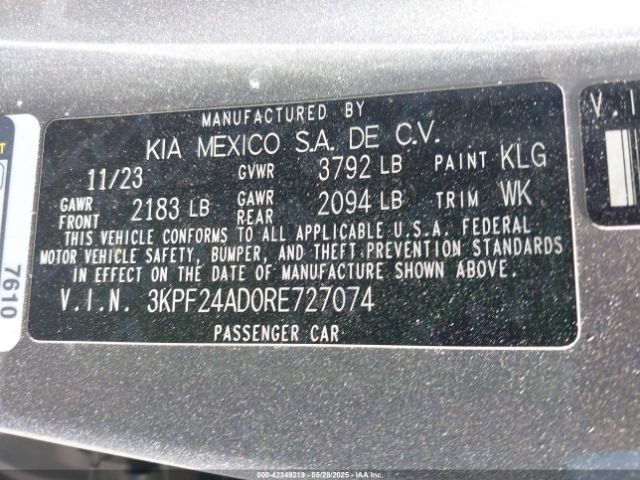 MANUFACTURED BY
KIA MEXICO S.A. DE C.V.
11/23 GVWR 3792 LB PAINT KLG
GAWR FRONT 2183 LB GAWR REAR 2094 LB TRIM WK
THIS VEHICLE CONFORMS TO ALL APPLICABLE U.S.A. FEDERAL
MOTOR VEHICLE SAFETY, BUMPER, AND THEFT PREVENTION STANDARDS
IN EFFECT ON THE DATE OF MANUFACTURE SHOWN ABOVE.
V.I.N. 3KPF24AD0RE727074
PASSENGER CAR
V.I
7610
000-42349219 - 05/28/2025 - IAAI.COM